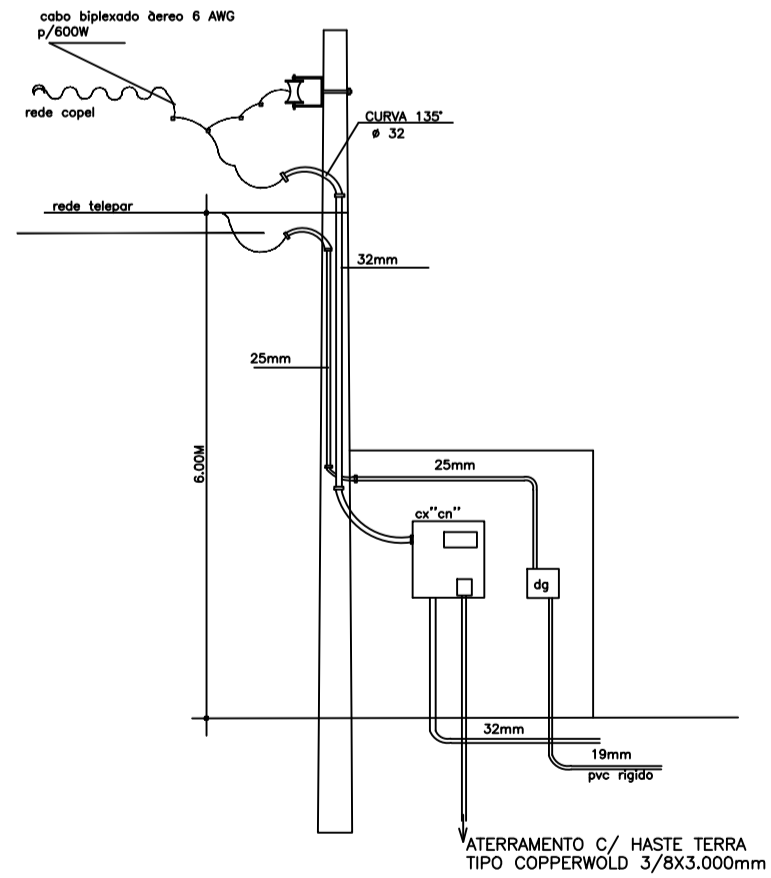 cabo biplexado àereo 6 AWG
p/600W
rede copel
CURVA 135°
ø 32
rede telepar
32mm
25mm
6.00M
25mm
cx"cn"
dg
32mm
19mm
pvc rigido
ATERRAMENTO C/ HASTE TERRA
TIPO COPPERWOLD 3/8X3.000mm